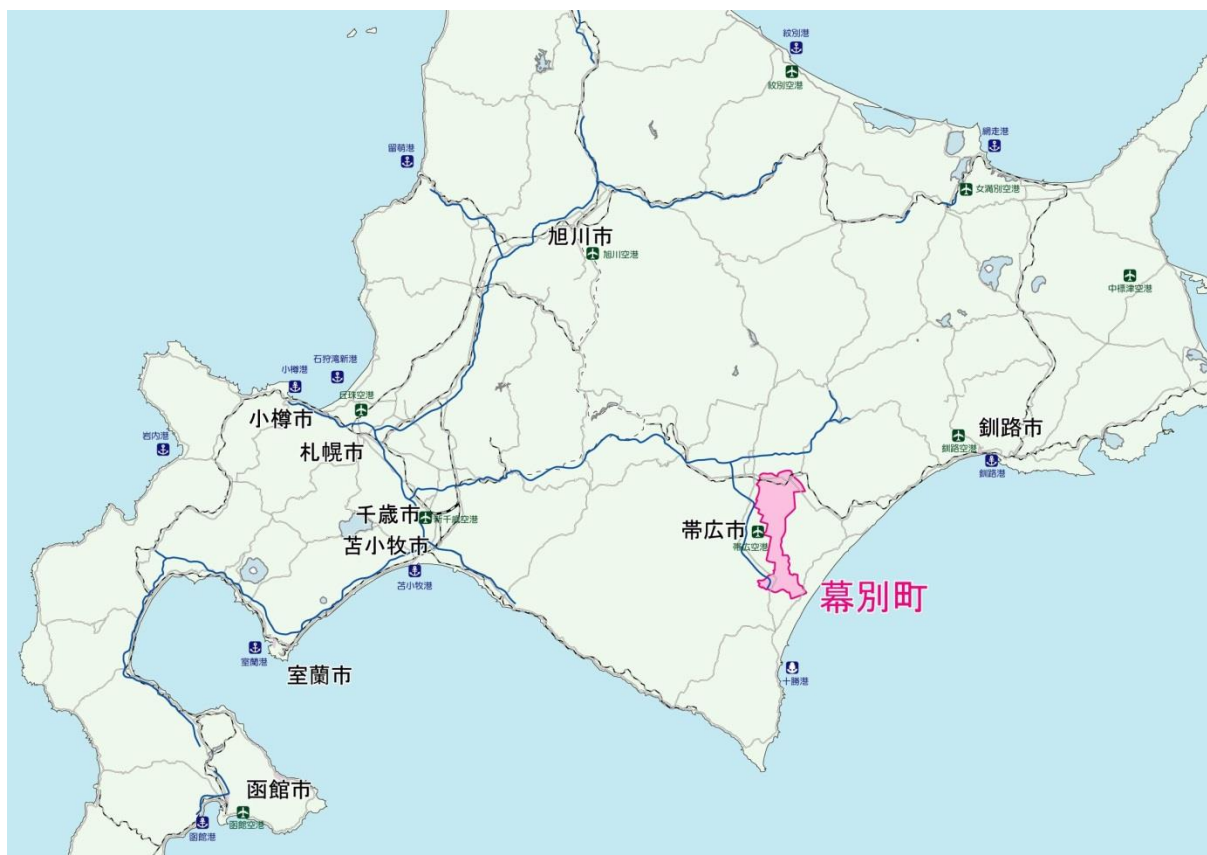 紋別港
紋別空港
網走港
留萌港
女満別空港
旭川市
旭川空港
中標津空港
石狩湾新港
小樽港
丘珠空港
小樽市
札幌市
岩内港
釧路市
釧路空港
釧路港
千歳市
新千歳空港
帯広市
帯広空港
苫小牧市
苫小牧港
幕別町
室蘭港
室蘭市
十勝港
函館市
函館空港
函館港